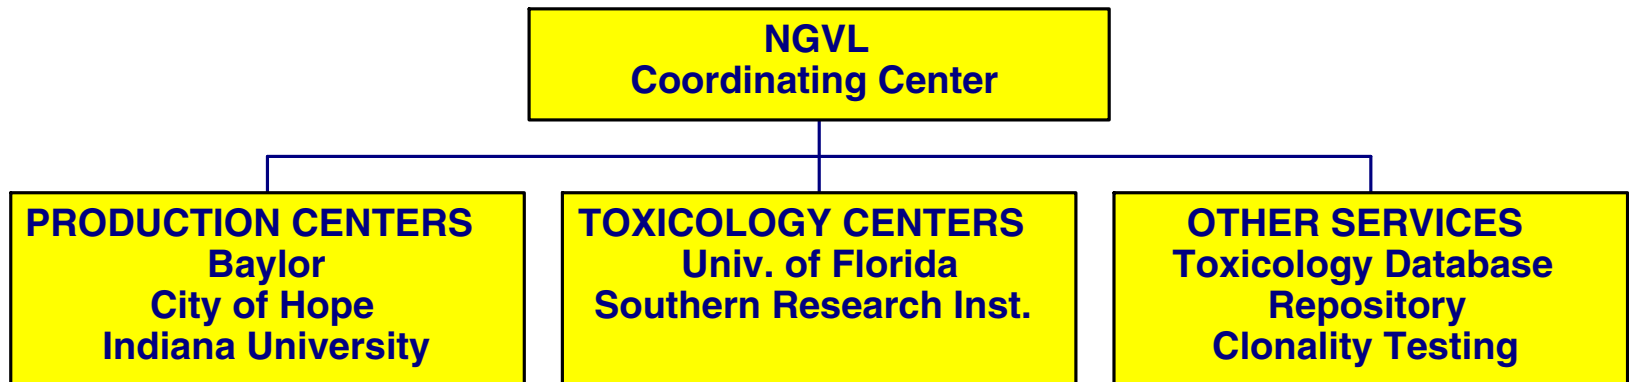 NGVL
Coordinating Center
PRODUCTION CENTERS
Baylor
City of Hope
Indiana University
TOXICOLOGY CENTERS
Univ. of Florida
Southern Research Inst.
OTHER SERVICES
Toxicology Database
Repository
Clonality Testing